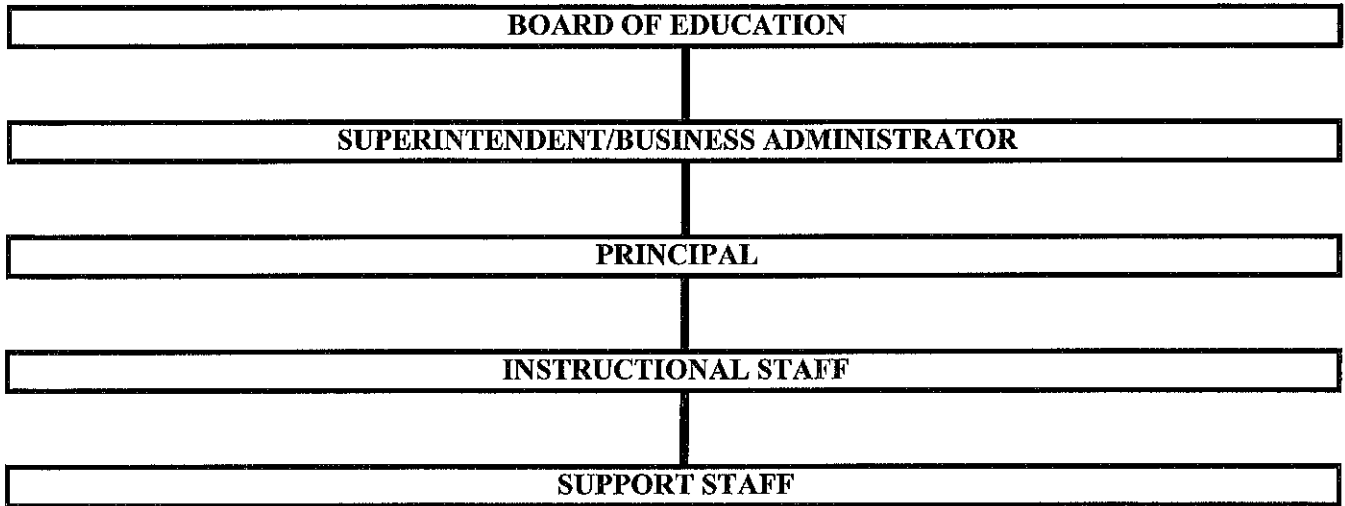 BOARD OF EDUCATION
SUPERINTENDENT/BUSINESS ADMINISTRATOR
PRINCIPAL
INSTRUCTIONAL STAFF
SUPPORT STAFF